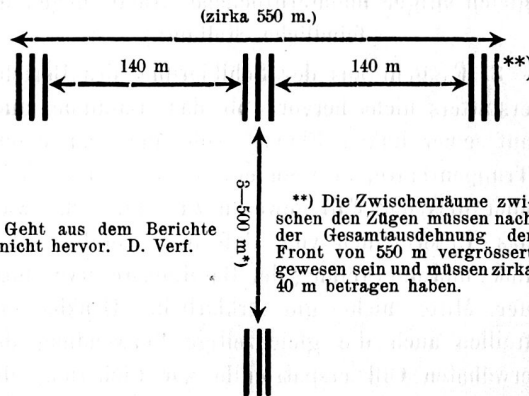 (zirka 550 m.)
140 m 140 m **)
3—500 m*)
Geht aus dem Berichte
nicht hervor. D. Verf.
**) Die Zwischenräume zwi-
schen den Zügen müssen nach
der Gesamtausdehnung der
Front von 550 m vergrössert
gewesen sein und müssen zirka
40 m betragen haben.